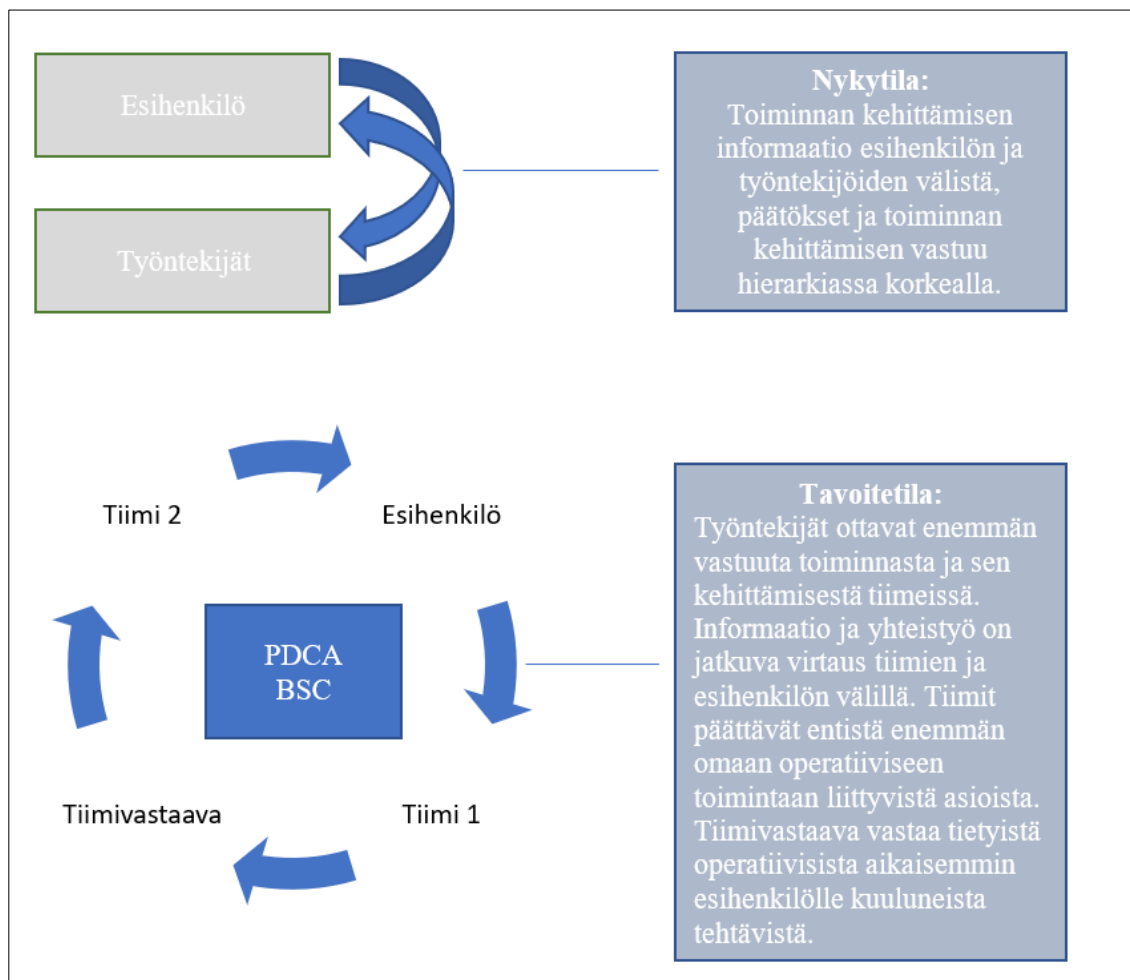 Esihenkilö
Työntekijät
Nykytila:
Toiminnan kehittämisen
informaatio esihenkilön ja
työntekijöiden välistä,
päätökset ja toiminnan
kehittämisen vastuu
hierarkiassa korkealla.
Tiimi 2
Esihenkilö
PDCA
BSC
Tiimivastaava
Tiimi 1
Tavoitetila:
Työntekijät ottavat enemmän
vastuuta toiminnasta ja sen
kehittämisestä tiimeissä.
Informaatio ja yhteistyö on
jatkuva virtaus tiimien ja
esihenkilön välillä. Tiimit
päättävät entistä enemmän
omaan operatiiviseen
toimintaan liittyvistä asioista.
Tiimivastaava vastaa tietyistä
operatiivisista aikaisemmin
esihenkilölle kuuluneista
tehtävistä.